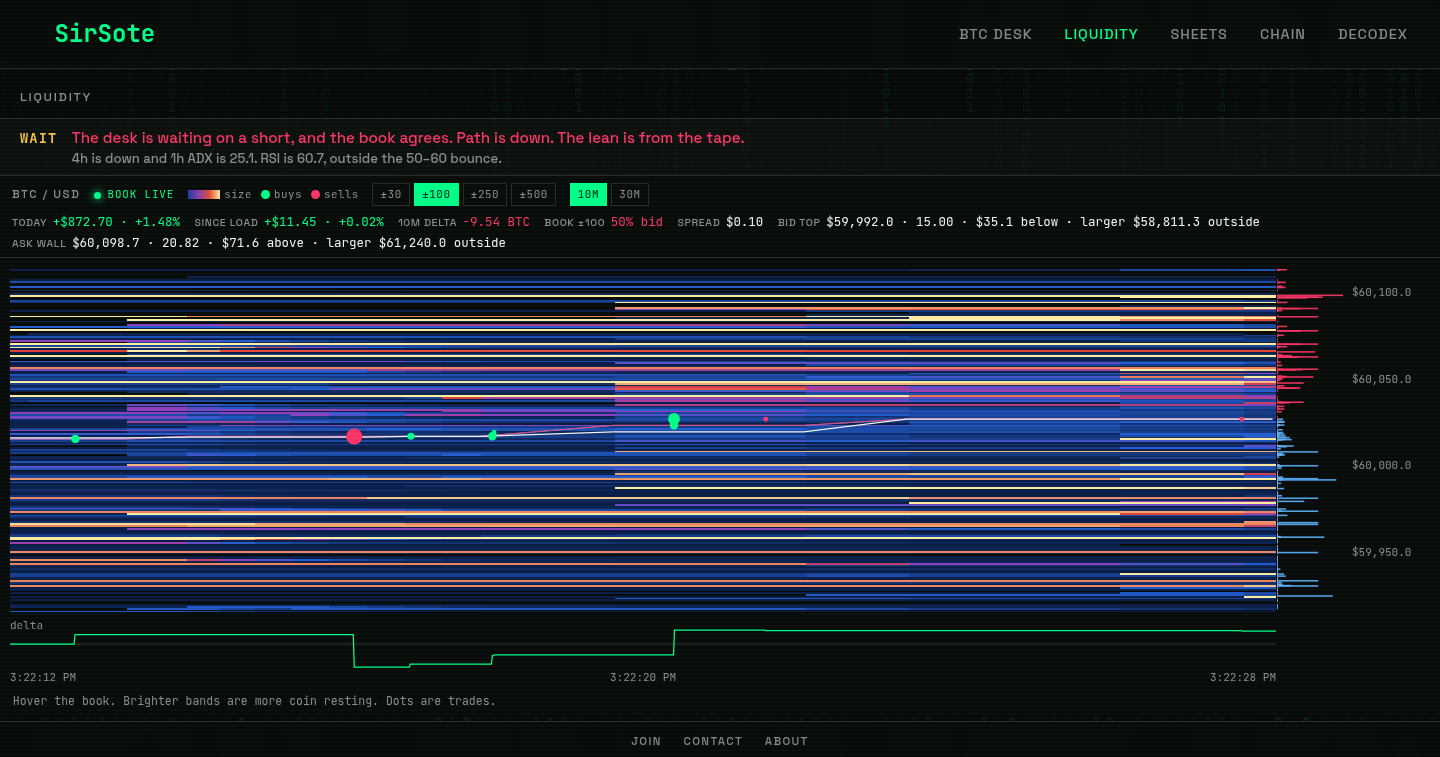 SirSote
BTC DESK LIQUIDITY SHEETS CHAIN DECODEX
LIQUIDITY
WAIT The desk is waiting on a short, and the book agrees. Path is down. The lean is from the tape.
4h is down and 1h ADX is 25.1. RSI is 60.7, outside the 50–60 bounce.
BTC / USD BOOK LIVE size buys sells ±30 ±100 ±250 ±500 10M 30M
TODAY +$872.70 · +1.48% SINCE LOAD +$11.45 · +0.02% 10M DELTA -9.54 BTC BOOK ±100 50% bid SPREAD $0.10 BID TOP $59,992.0 · 15.00 · $35.1 below · larger $58,811.3 outside
ASK WALL $60,098.7 · 20.82 · $71.6 above · larger $61,240.0 outside
$60,100.0
$60,050.0
$60,000.0
$59,950.0
delta
3:22:12 PM 3:22:20 PM 3:22:28 PM
Hover the book. Brighter bands are more coin resting. Dots are trades.
JOIN CONTACT ABOUT